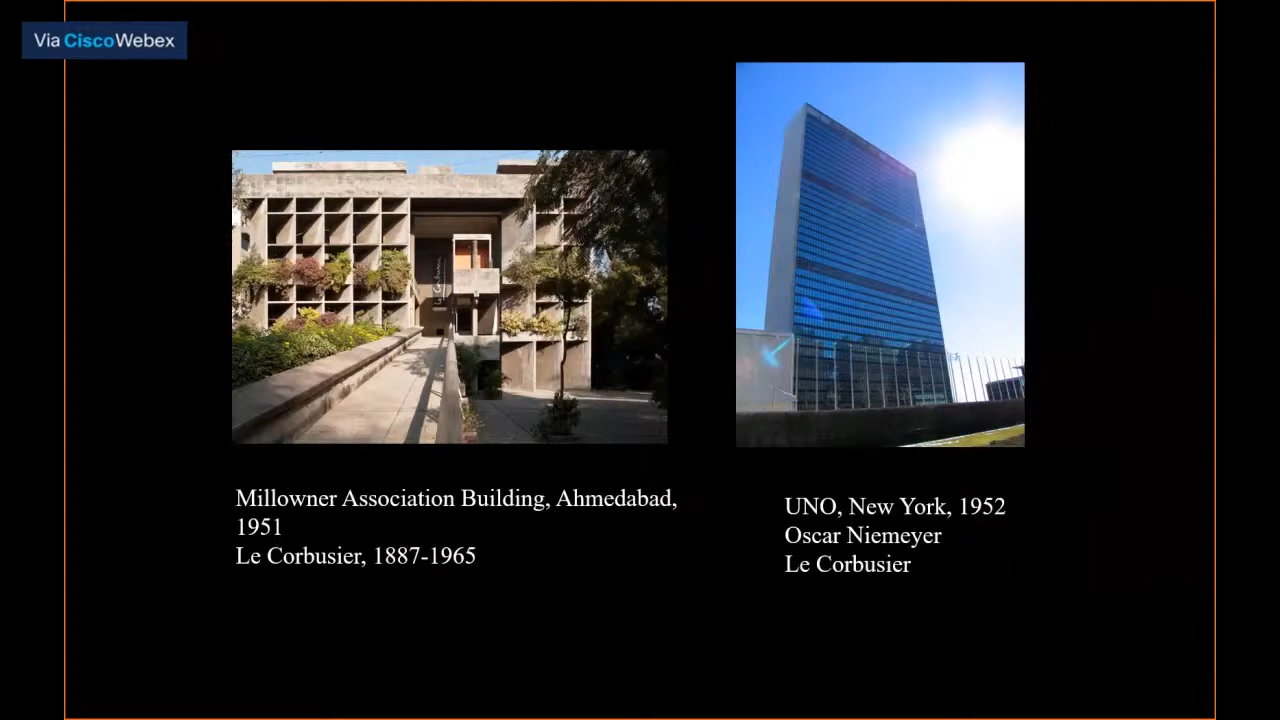 Via CiscoWebex
Millowner Association Building, Ahmedabad,
1951
Le Corbusier, 1887-1965
UNO, New York, 1952
Oscar Niemeyer
Le Corbusier